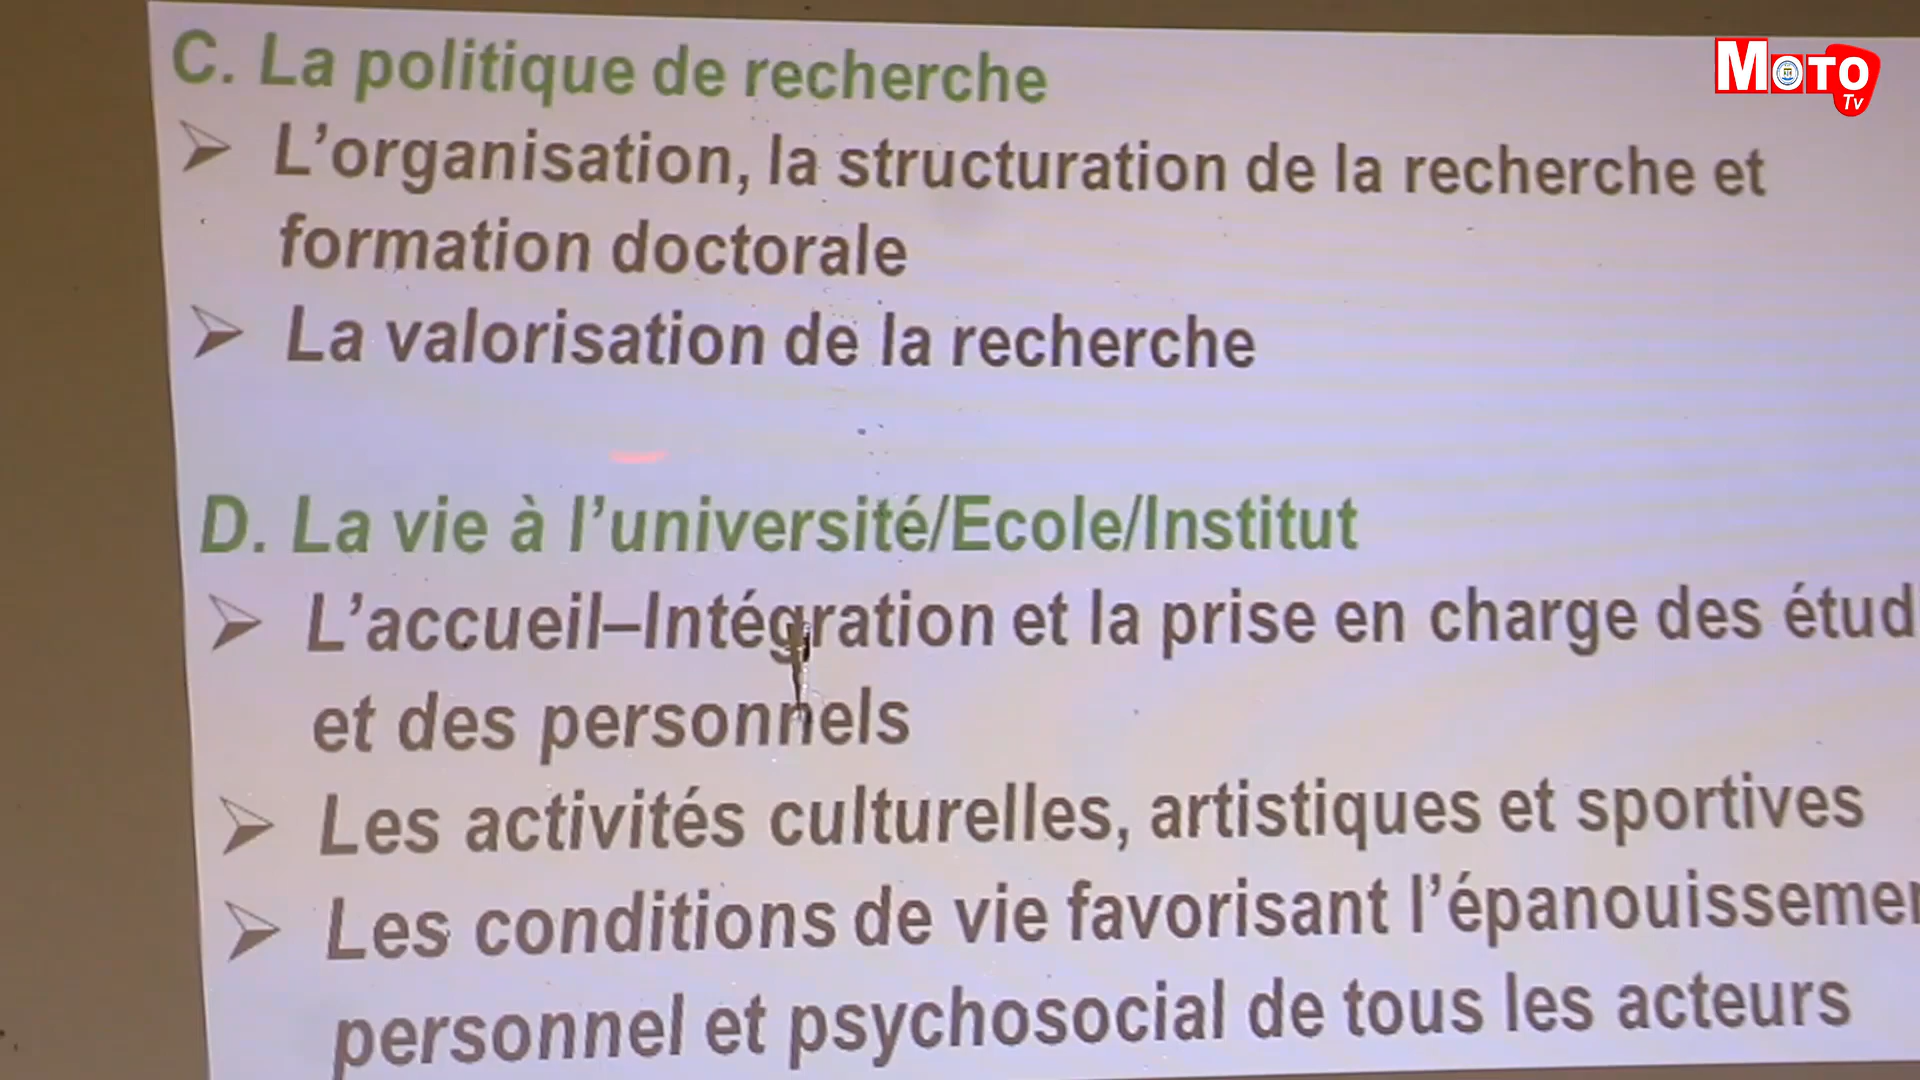 C. La politique de recherche
L'organisation, la structuration de la recherche et
formation doctorale
La valorisation de la recherche
D. La vie à l'université/Ecole/Institut
L'accueil–Intégration et la prise en charge des étud
et des personnels
Les activités culturelles, artistiques et sportives
Les conditions de vie favorisant l'épanouissemen
personnel et psychosocial de tous les acteurs
MOTO
Tv